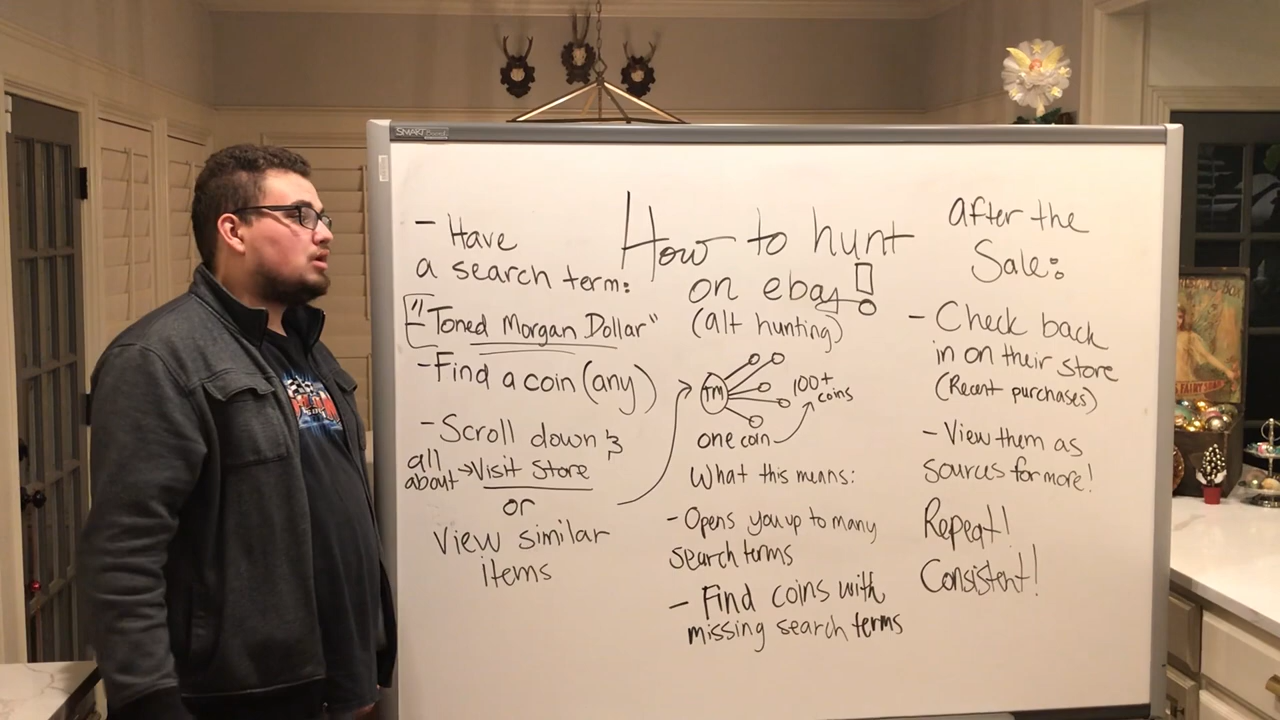 SMART Board
How to hunt
on ebay!
(alt hunting)
- Have
a search term:
- "Toned Morgan Dollar"
- Find a coin (any)
- Scroll down &
all about → Visit Store
or
View similar
items
TM
100+
coins
one coin
What this means:
- Opens you up to many
search terms
- Find coins with
missing search terms
after the
Sale:
- Check back
in on their store
(Recent purchases)
- View them as
sources for more!
Repeat!
Consistent!